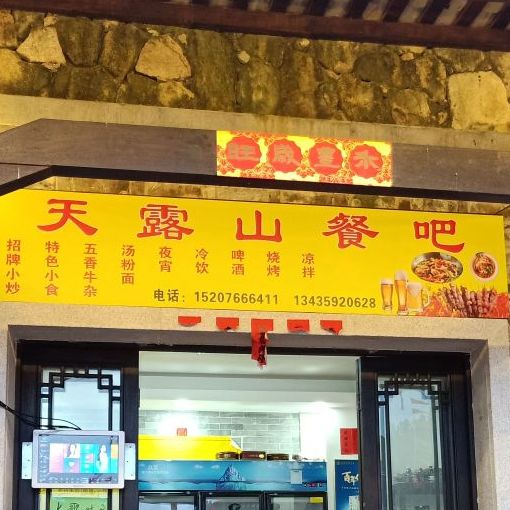 天露山餐吧
招牌小炒
特色小食
五香牛杂
汤粉面
夜宵
冷饮
啤酒
烧烤
凉拌
电话：15207666411 13435920628